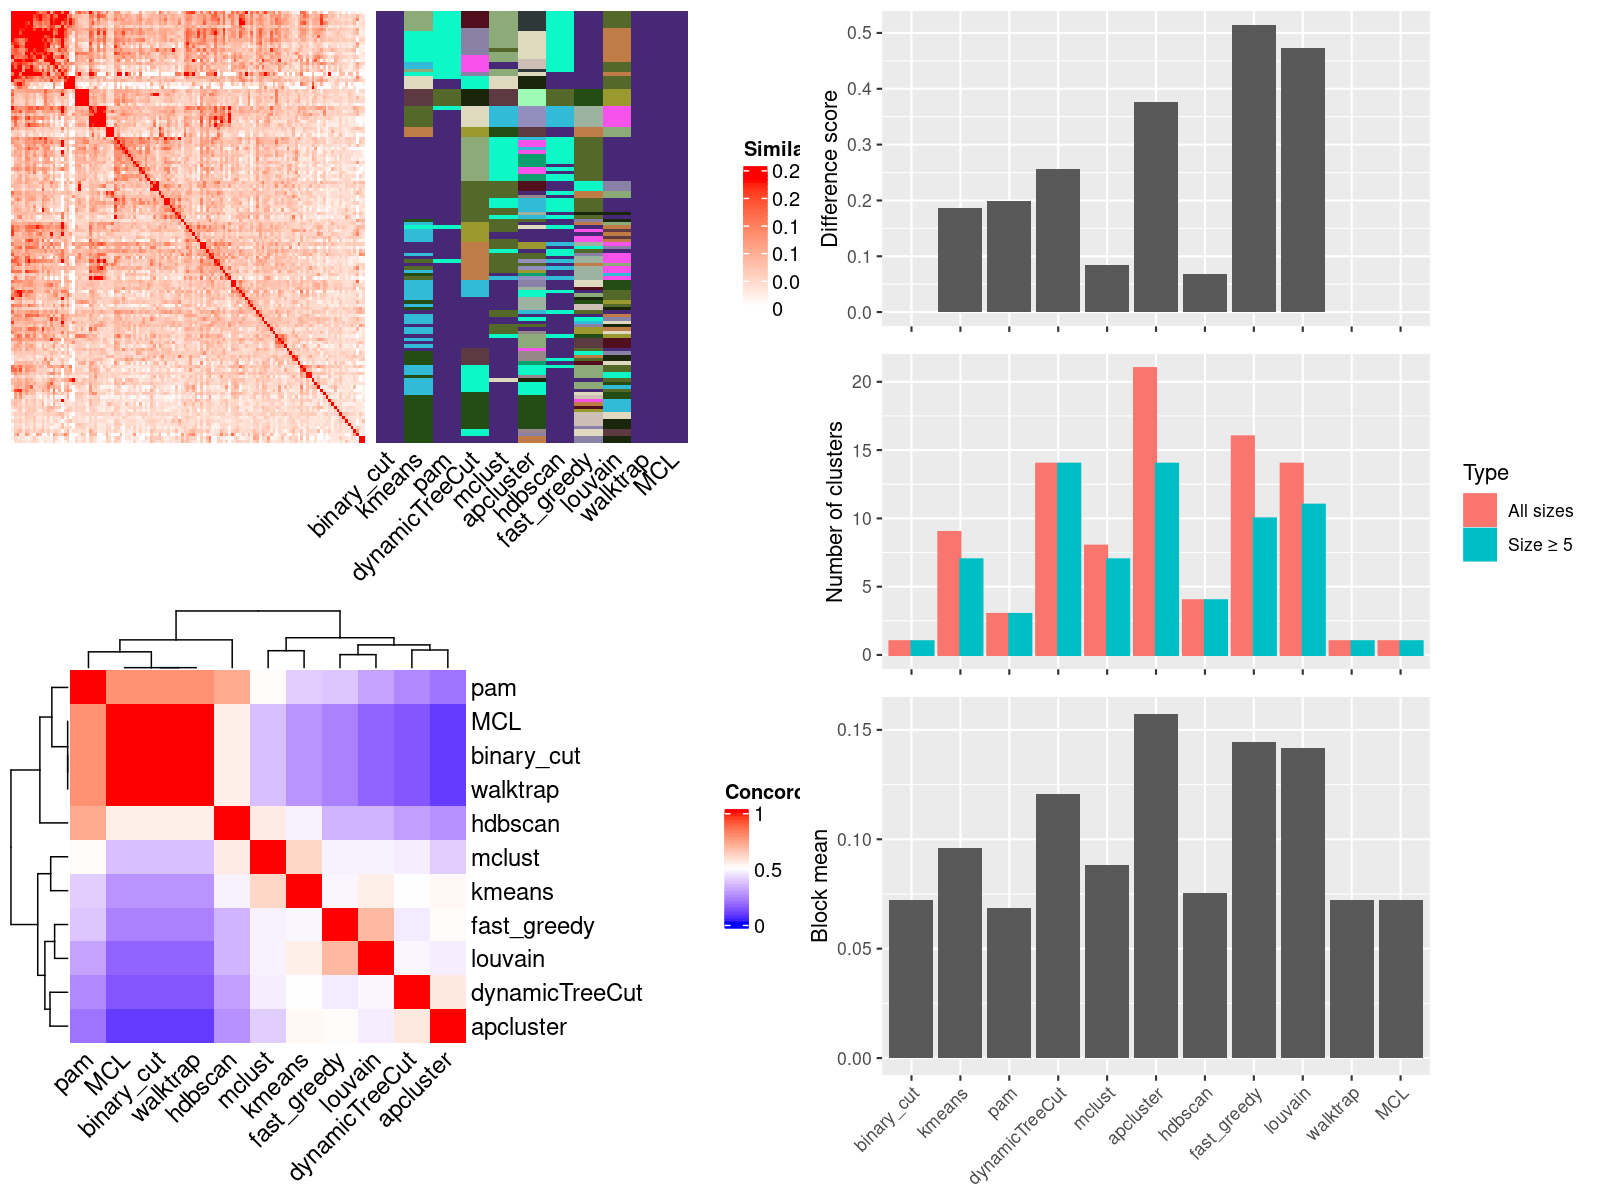 Simila
0.2
0.2
0.1
0.1
0.0
0
binary_cut
kmeans
pam
dynamicTreeCut
mclust
apcluster
hdbscan
fast_greedy
louvain
walktrap
MCL
pam
MCL
binary_cut
walktrap
hdbscan
mclust
kmeans
fast_greedy
louvain
dynamicTreeCut
apcluster
pam
MCL
binary_cut
walktrap
hdbscan
mclust
kmeans
fast_greedy
louvain
dynamicTreeCut
apcluster
Concord
1
0.5
0
Difference score
0.5
0.4
0.3
0.2
0.1
0.0
Number of clusters
20
15
10
5
0
Type
All sizes
Size ≥ 5
Block mean
0.15
0.10
0.05
0.00
binary_cut
kmeans
pam
dynamicTreeCut
mclust
apcluster
hdbscan
fast_greedy
louvain
walktrap
MCL